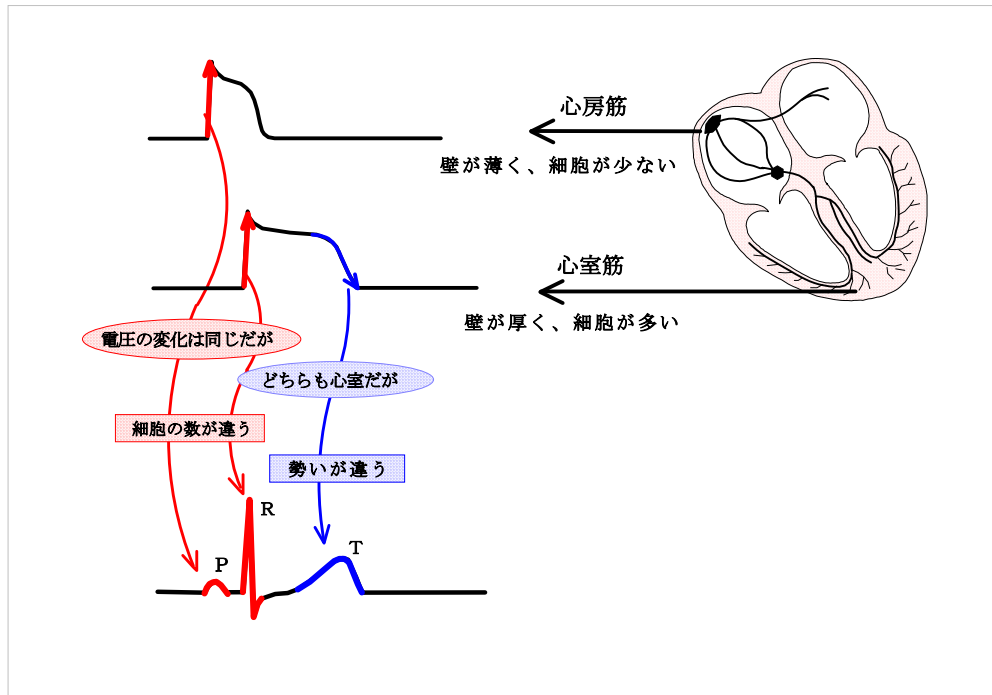 心房筋
壁が薄く、細胞が少ない
心室筋
壁が厚く、細胞が多い
電圧の変化は同じだが
どちらも心室だが
細胞の数が違う
勢いが違う
R
P
T